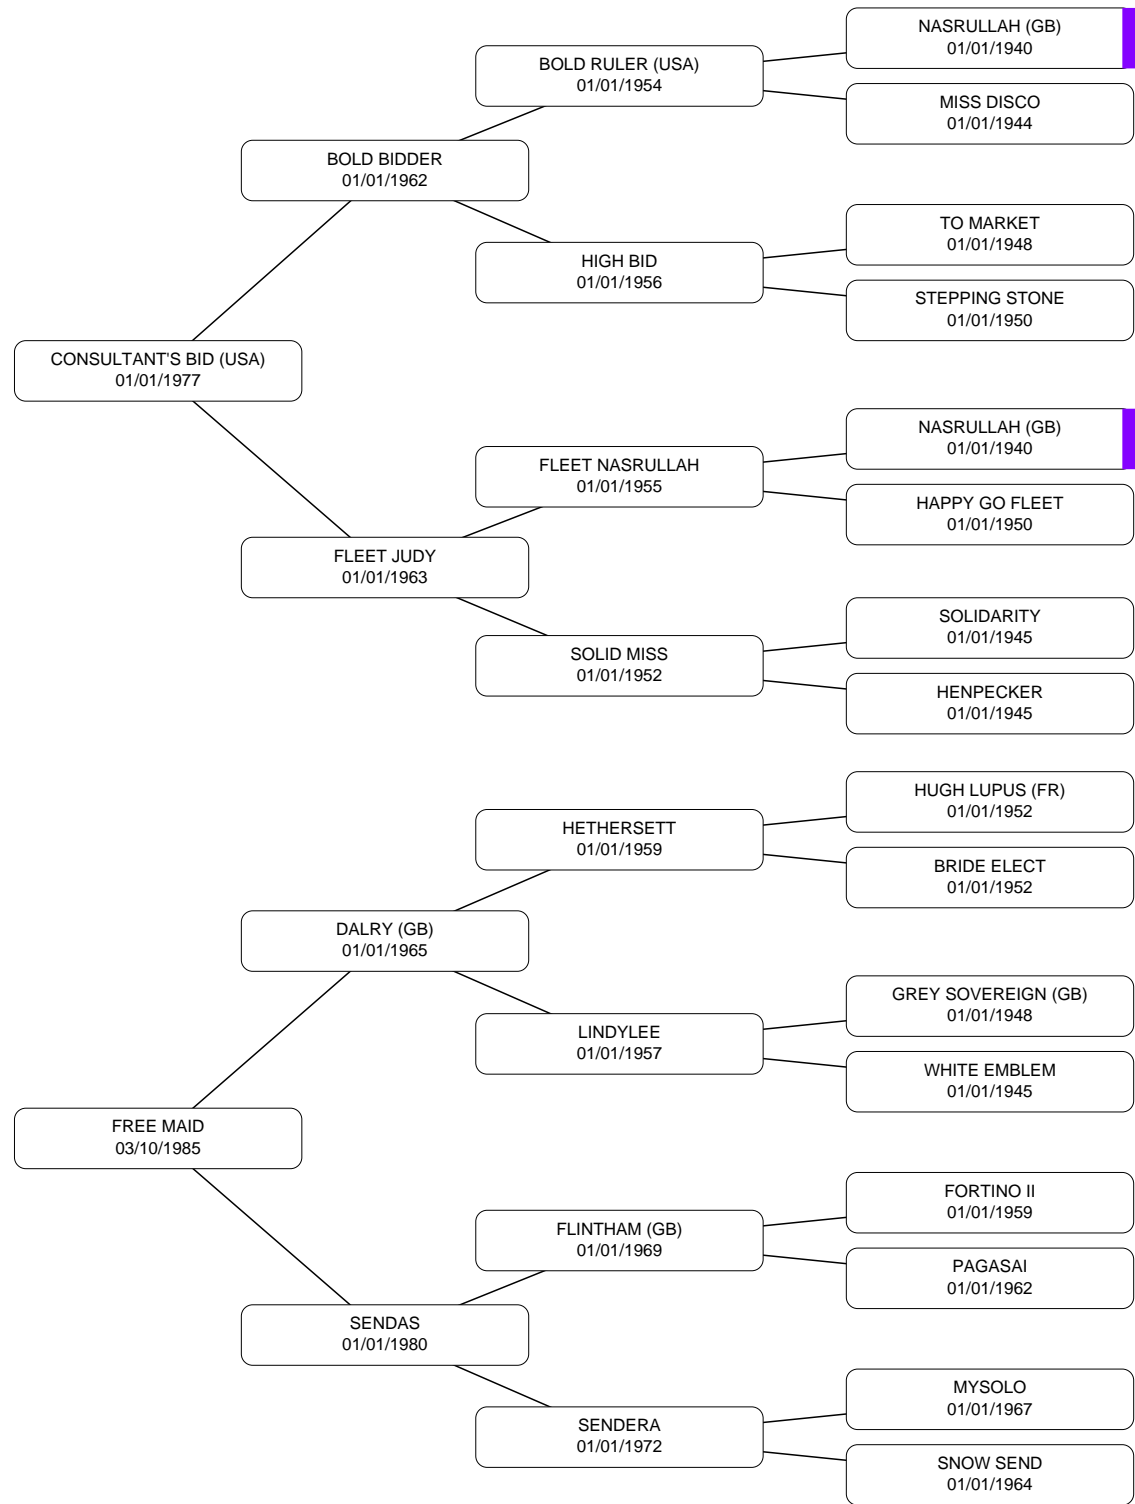 NASRULLAH (GB)
01/01/1940
BOLD RULER (USA)
01/01/1954
MISS DISCO
01/01/1944
BOLD BIDDER
01/01/1962
TO MARKET
01/01/1948
HIGH BID
01/01/1956
STEPPING STONE
01/01/1950
CONSULTANT'S BID (USA)
01/01/1977
NASRULLAH (GB)
01/01/1940
FLEET NASRULLAH
01/01/1955
HAPPY GO FLEET
01/01/1950
FLEET JUDY
01/01/1963
SOLIDARITY
01/01/1945
SOLID MISS
01/01/1952
HENPECKER
01/01/1945
HUGH LUPUS (FR)
01/01/1952
HETHERSETT
01/01/1959
BRIDE ELECT
01/01/1952
DALRY (GB)
01/01/1965
GREY SOVEREIGN (GB)
01/01/1948
LINDYLEE
01/01/1957
WHITE EMBLEM
01/01/1945
FREE MAID
03/10/1985
FORTINO II
01/01/1959
FLINTHAM (GB)
01/01/1969
PAGASAI
01/01/1962
SENDAS
01/01/1980
MYSOLO
01/01/1967
SENDERA
01/01/1972
SNOW SEND
01/01/1964